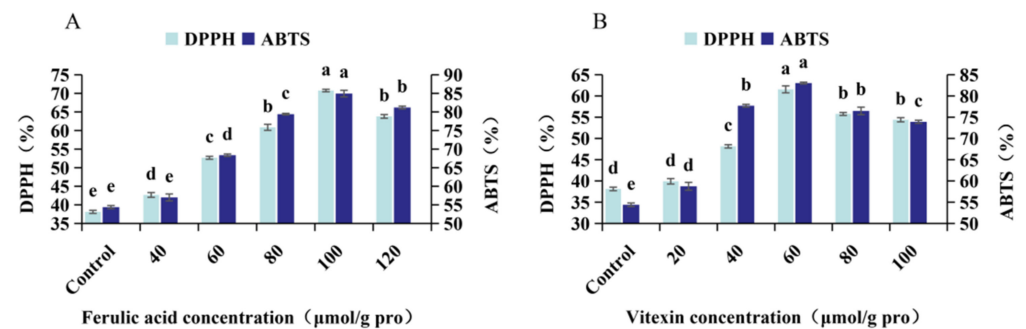 A
DPPH ABTS
DPPH（%）
75
70
65
60
55
50
45
40
35
e e d e c d b c a a b b
90
85
80
75
70
65
60
55
50
ABTS（%）
Control 40 60 80 100 120
Ferulic acid concentration（μmol/g pro）
B
DPPH ABTS
DPPH（%）
65
60
55
50
45
40
35
30
d e d d c b a a b b b c
85
80
75
70
65
60
55
50
ABTS（%）
Control 20 40 60 80 100
Vitexin concentration（μmol/g pro）